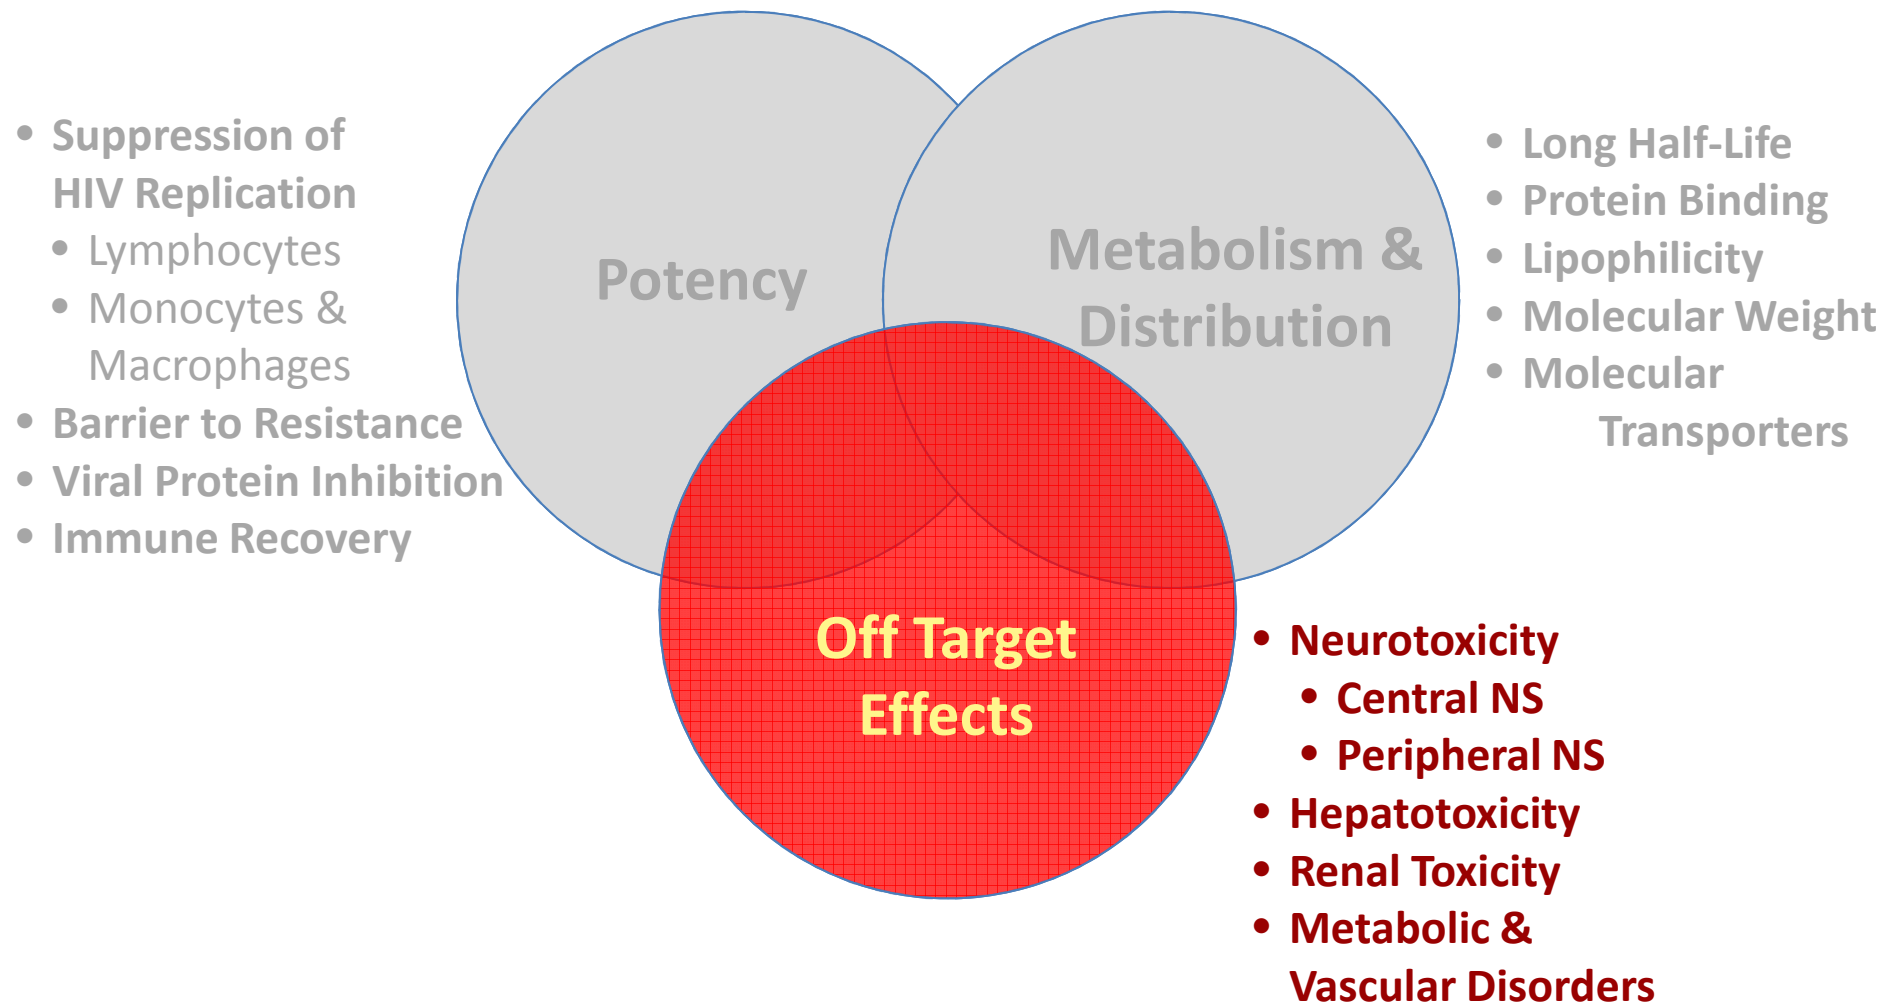 • Suppression of
HIV Replication
• Lymphocytes
• Monocytes &
Macrophages
• Barrier to Resistance
• Viral Protein Inhibition
• Immune Recovery
Potency
Metabolism &
Distribution
• Long Half-Life
• Protein Binding
• Lipophilicity
• Molecular Weight
• Molecular
Transporters
Off Target
Effects
• Neurotoxicity
• Central NS
• Peripheral NS
• Hepatotoxicity
• Renal Toxicity
• Metabolic &
Vascular Disorders